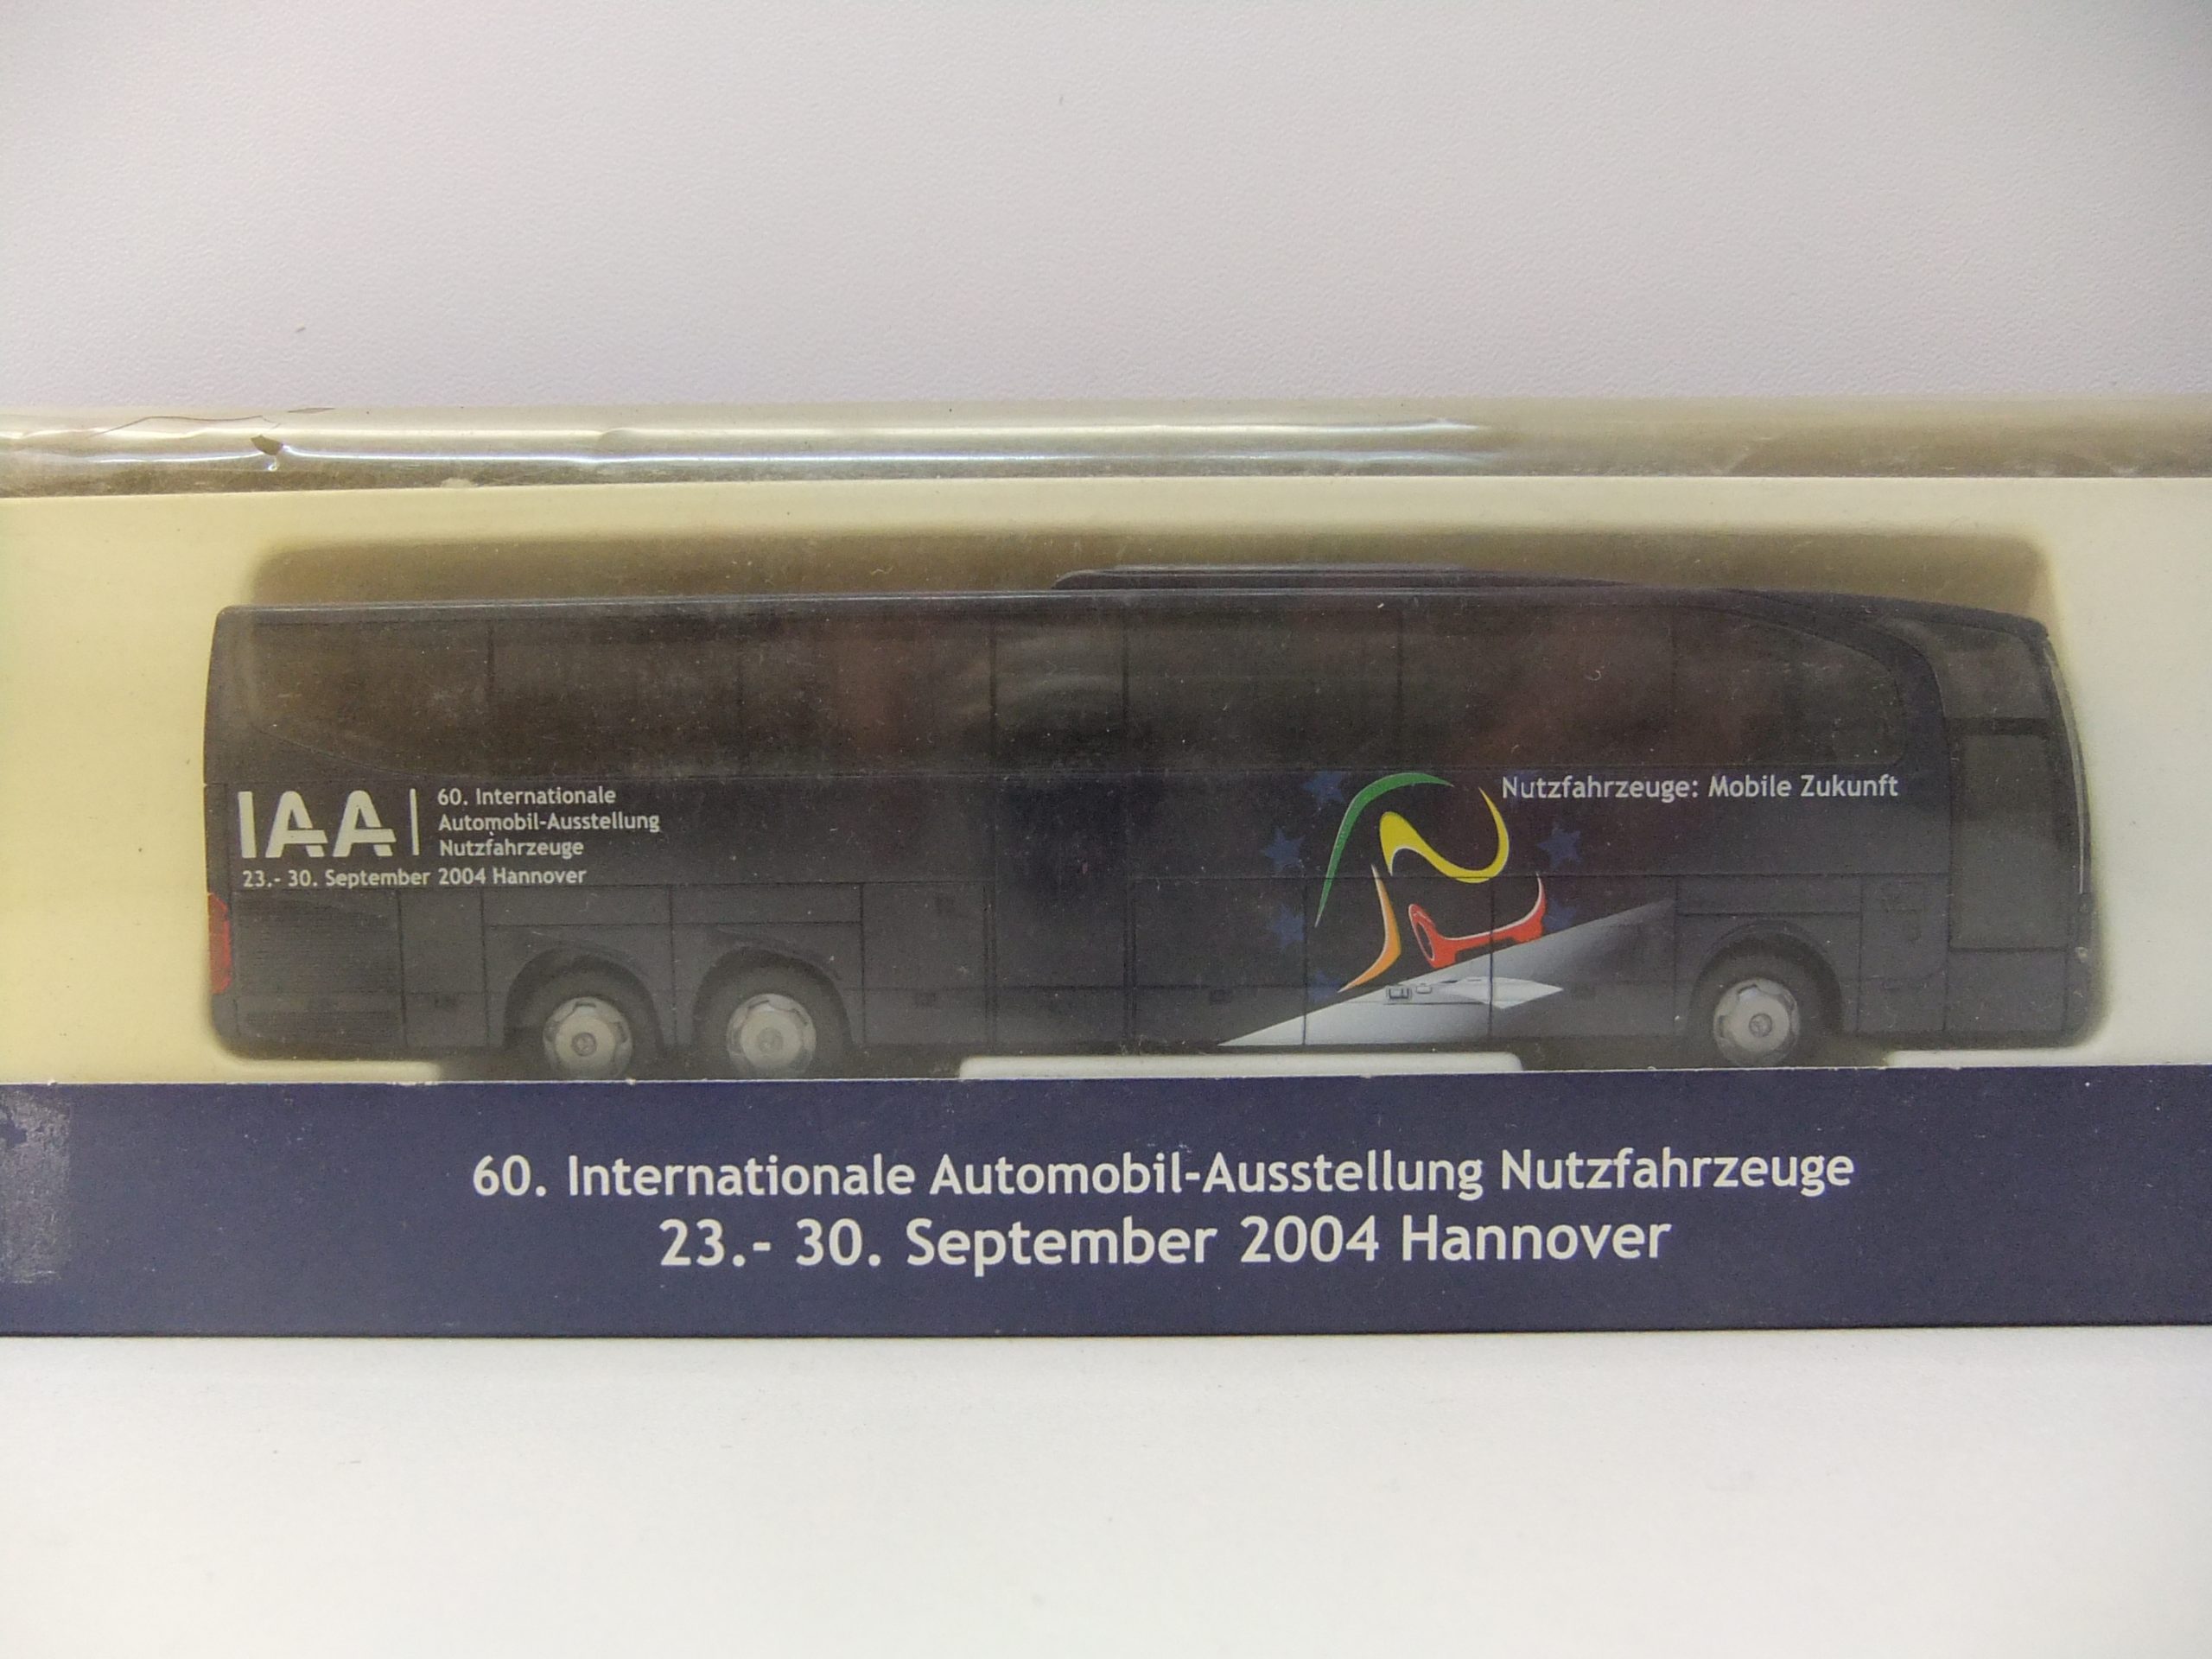 IAA
60. Internationale
Automobil-Ausstellung
Nutzfahrzeuge
23.- 30. September 2004 Hannover
Nutzfahrzeuge: Mobile Zukunft
60. Internationale Automobil-Ausstellung Nutzfahrzeuge
23.- 30. September 2004 Hannover